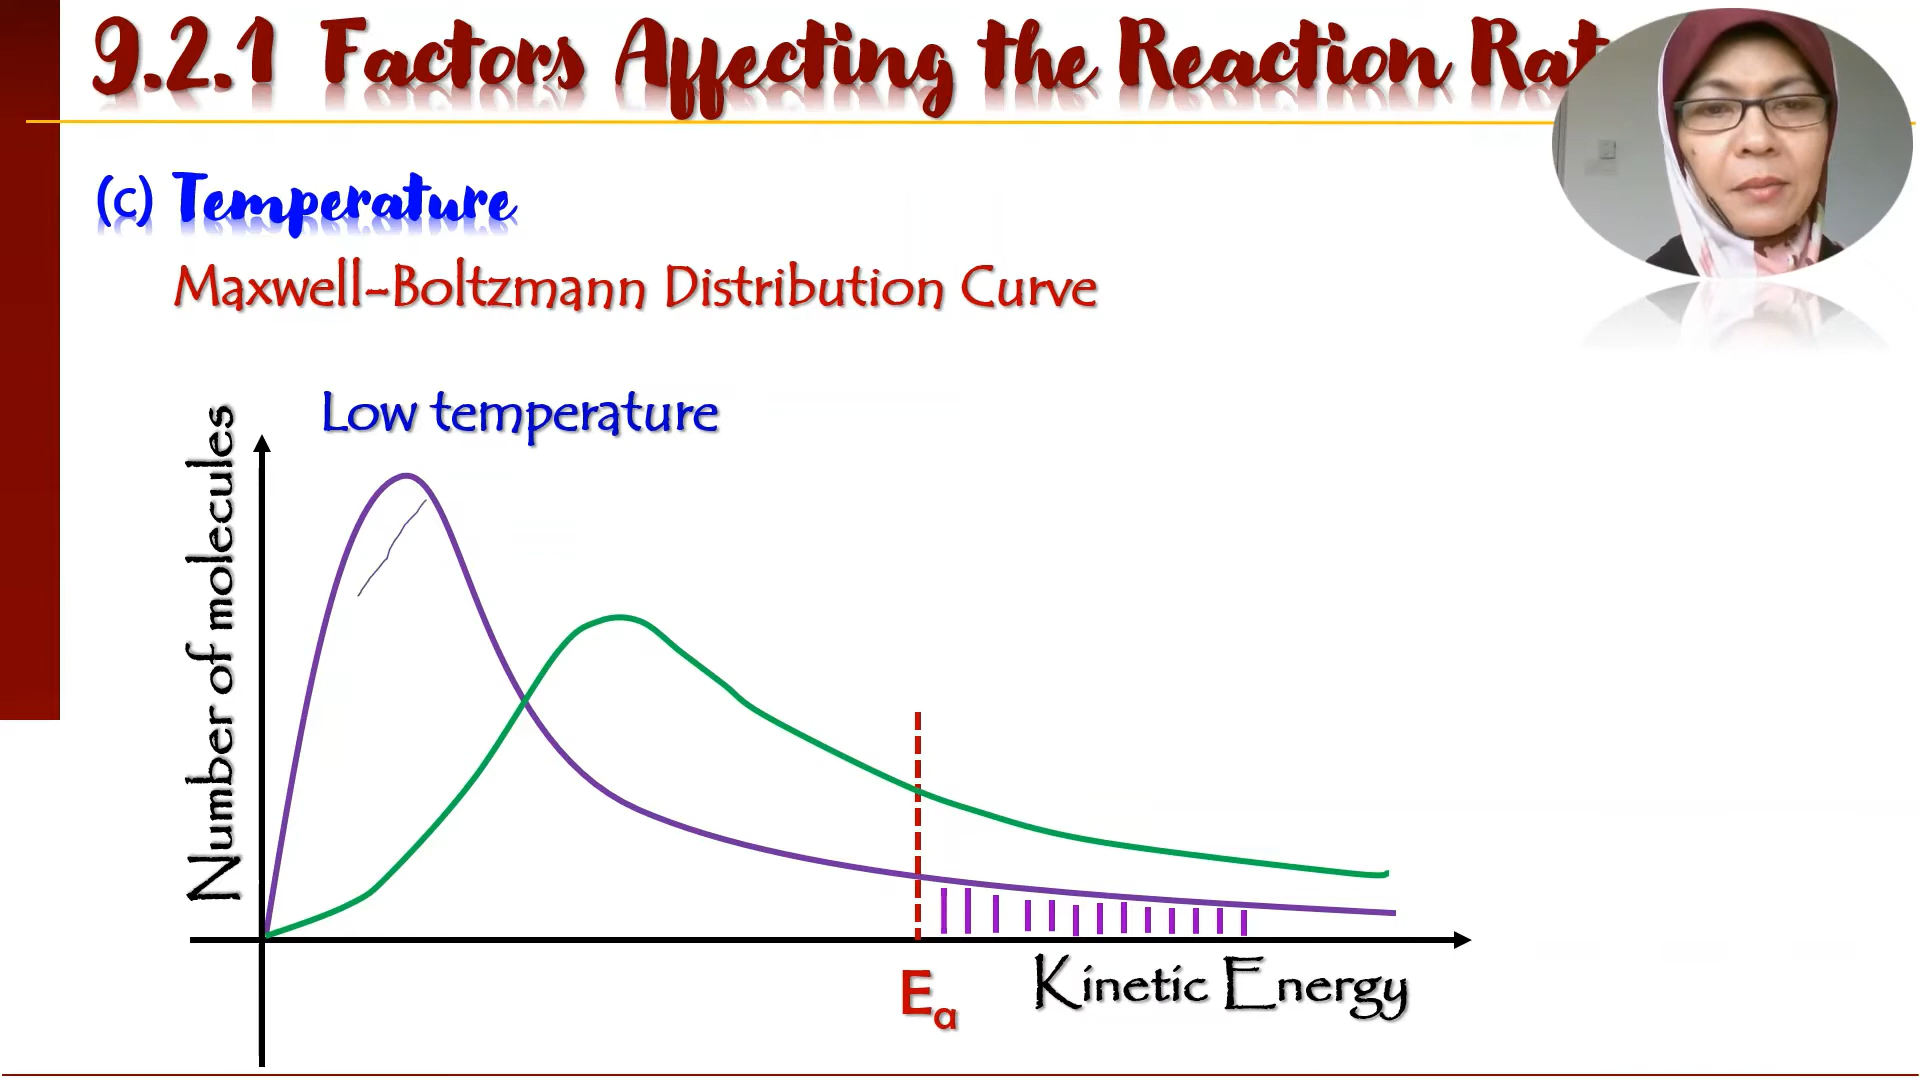 9.2.1 Factors Affecting the Reaction Rat
(c) Temperature
Maxwell-Boltzmann Distribution Curve
Low temperature
Number of molecules
Ea
Kinetic Energy